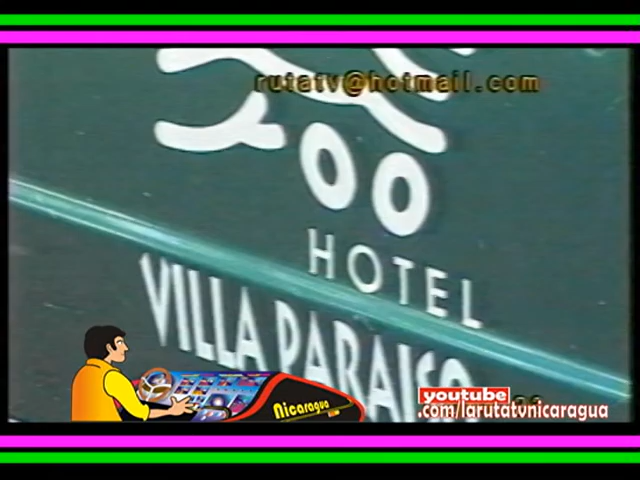 rutatv@hotmail.com
HOTEL
VILLA PARAISO
Nicaragua
youtube
.com/larutatvnicaragua